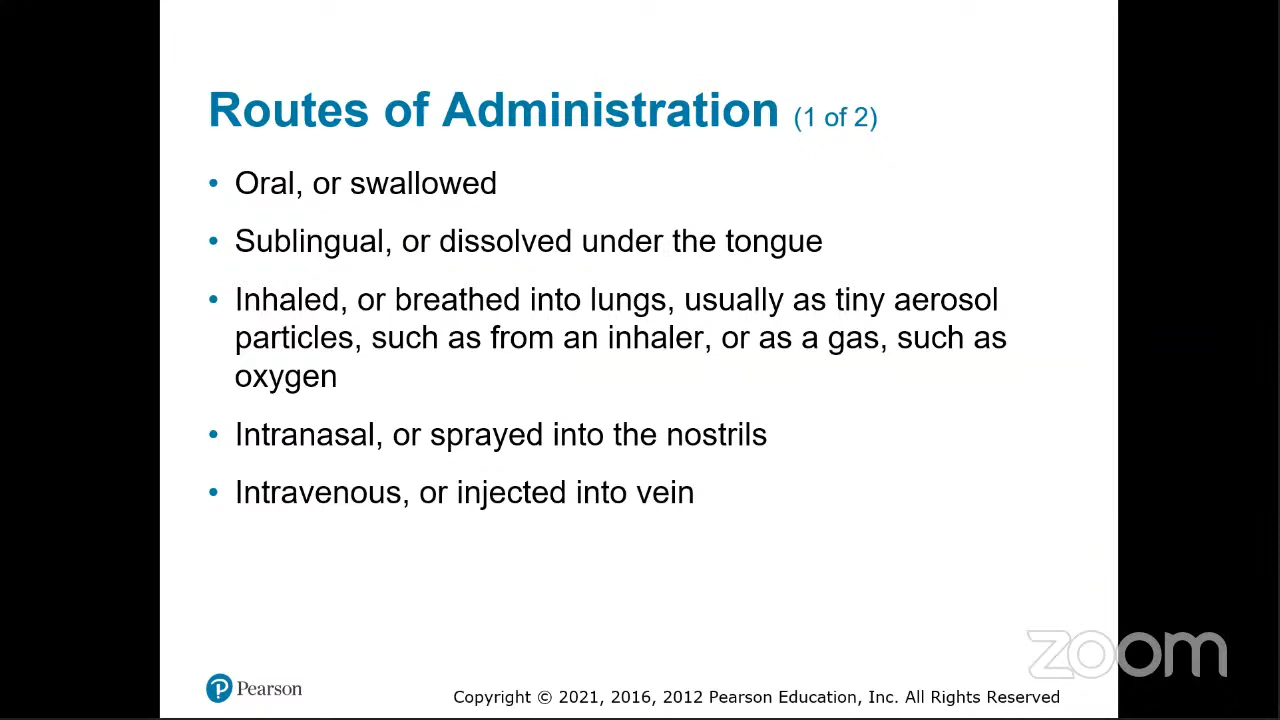 Routes of Administration (1 of 2)
• Oral, or swallowed
• Sublingual, or dissolved under the tongue
• Inhaled, or breathed into lungs, usually as tiny aerosol
particles, such as from an inhaler, or as a gas, such as
oxygen
• Intranasal, or sprayed into the nostrils
• Intravenous, or injected into vein
zoom
Pearson
Copyright © 2021, 2016, 2012 Pearson Education, Inc. All Rights Reserved